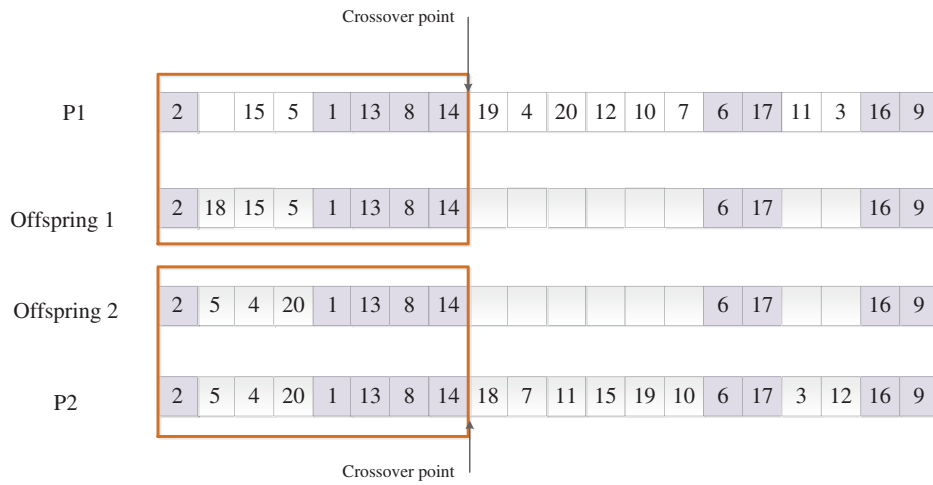 Crossover point
P1 2 15 5 1 13 8 14 19 4 20 12 10 7 6 17 11 3 16 9
Offspring 1 2 18 15 5 1 13 8 14 6 17 16 9
Offspring 2 2 5 4 20 1 13 8 14 6 17 16 9
P2 2 5 4 20 1 13 8 14 18 7 11 15 19 10 6 17 3 12 16 9
Crossover point